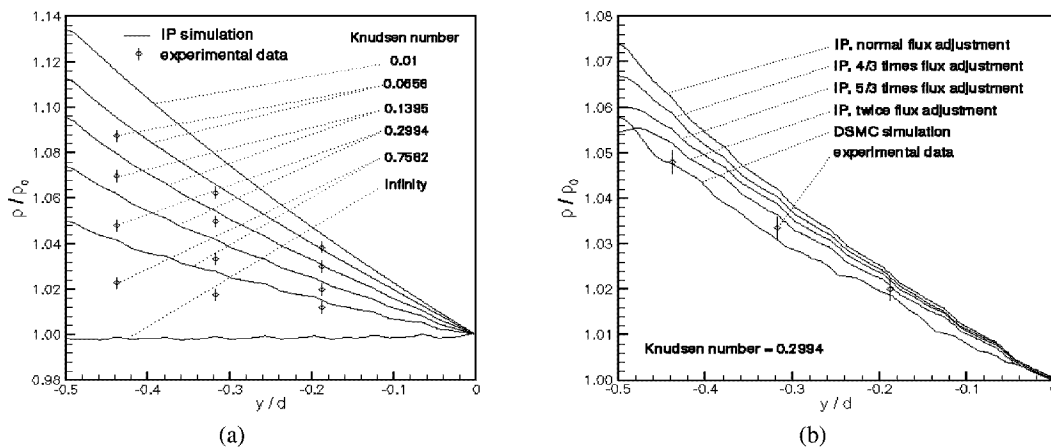 1.14
1.12
1.10
1.08
1.06
1.04
1.02
1.00
0.98
ρ/ρ₀
-0.5
-0.4
-0.3
-0.2
-0.1
0
y / d
IP simulation
experimental data
Knudsen number
0.01
0.0658
0.1395
0.2994
0.7582
infinity
(a)
1.08
1.07
1.06
1.05
1.04
1.03
1.02
1.01
1.00
ρ/ρ₀
-0.5
-0.4
-0.3
-0.2
-0.1
y / d
IP, normal flux adjustment
IP, 4/3 times flux adjustment
IP, 5/3 times flux adjustment
IP, twice flux adjustment
DSMC simulation
experimental data
Knudsen number = 0.2994
(b)